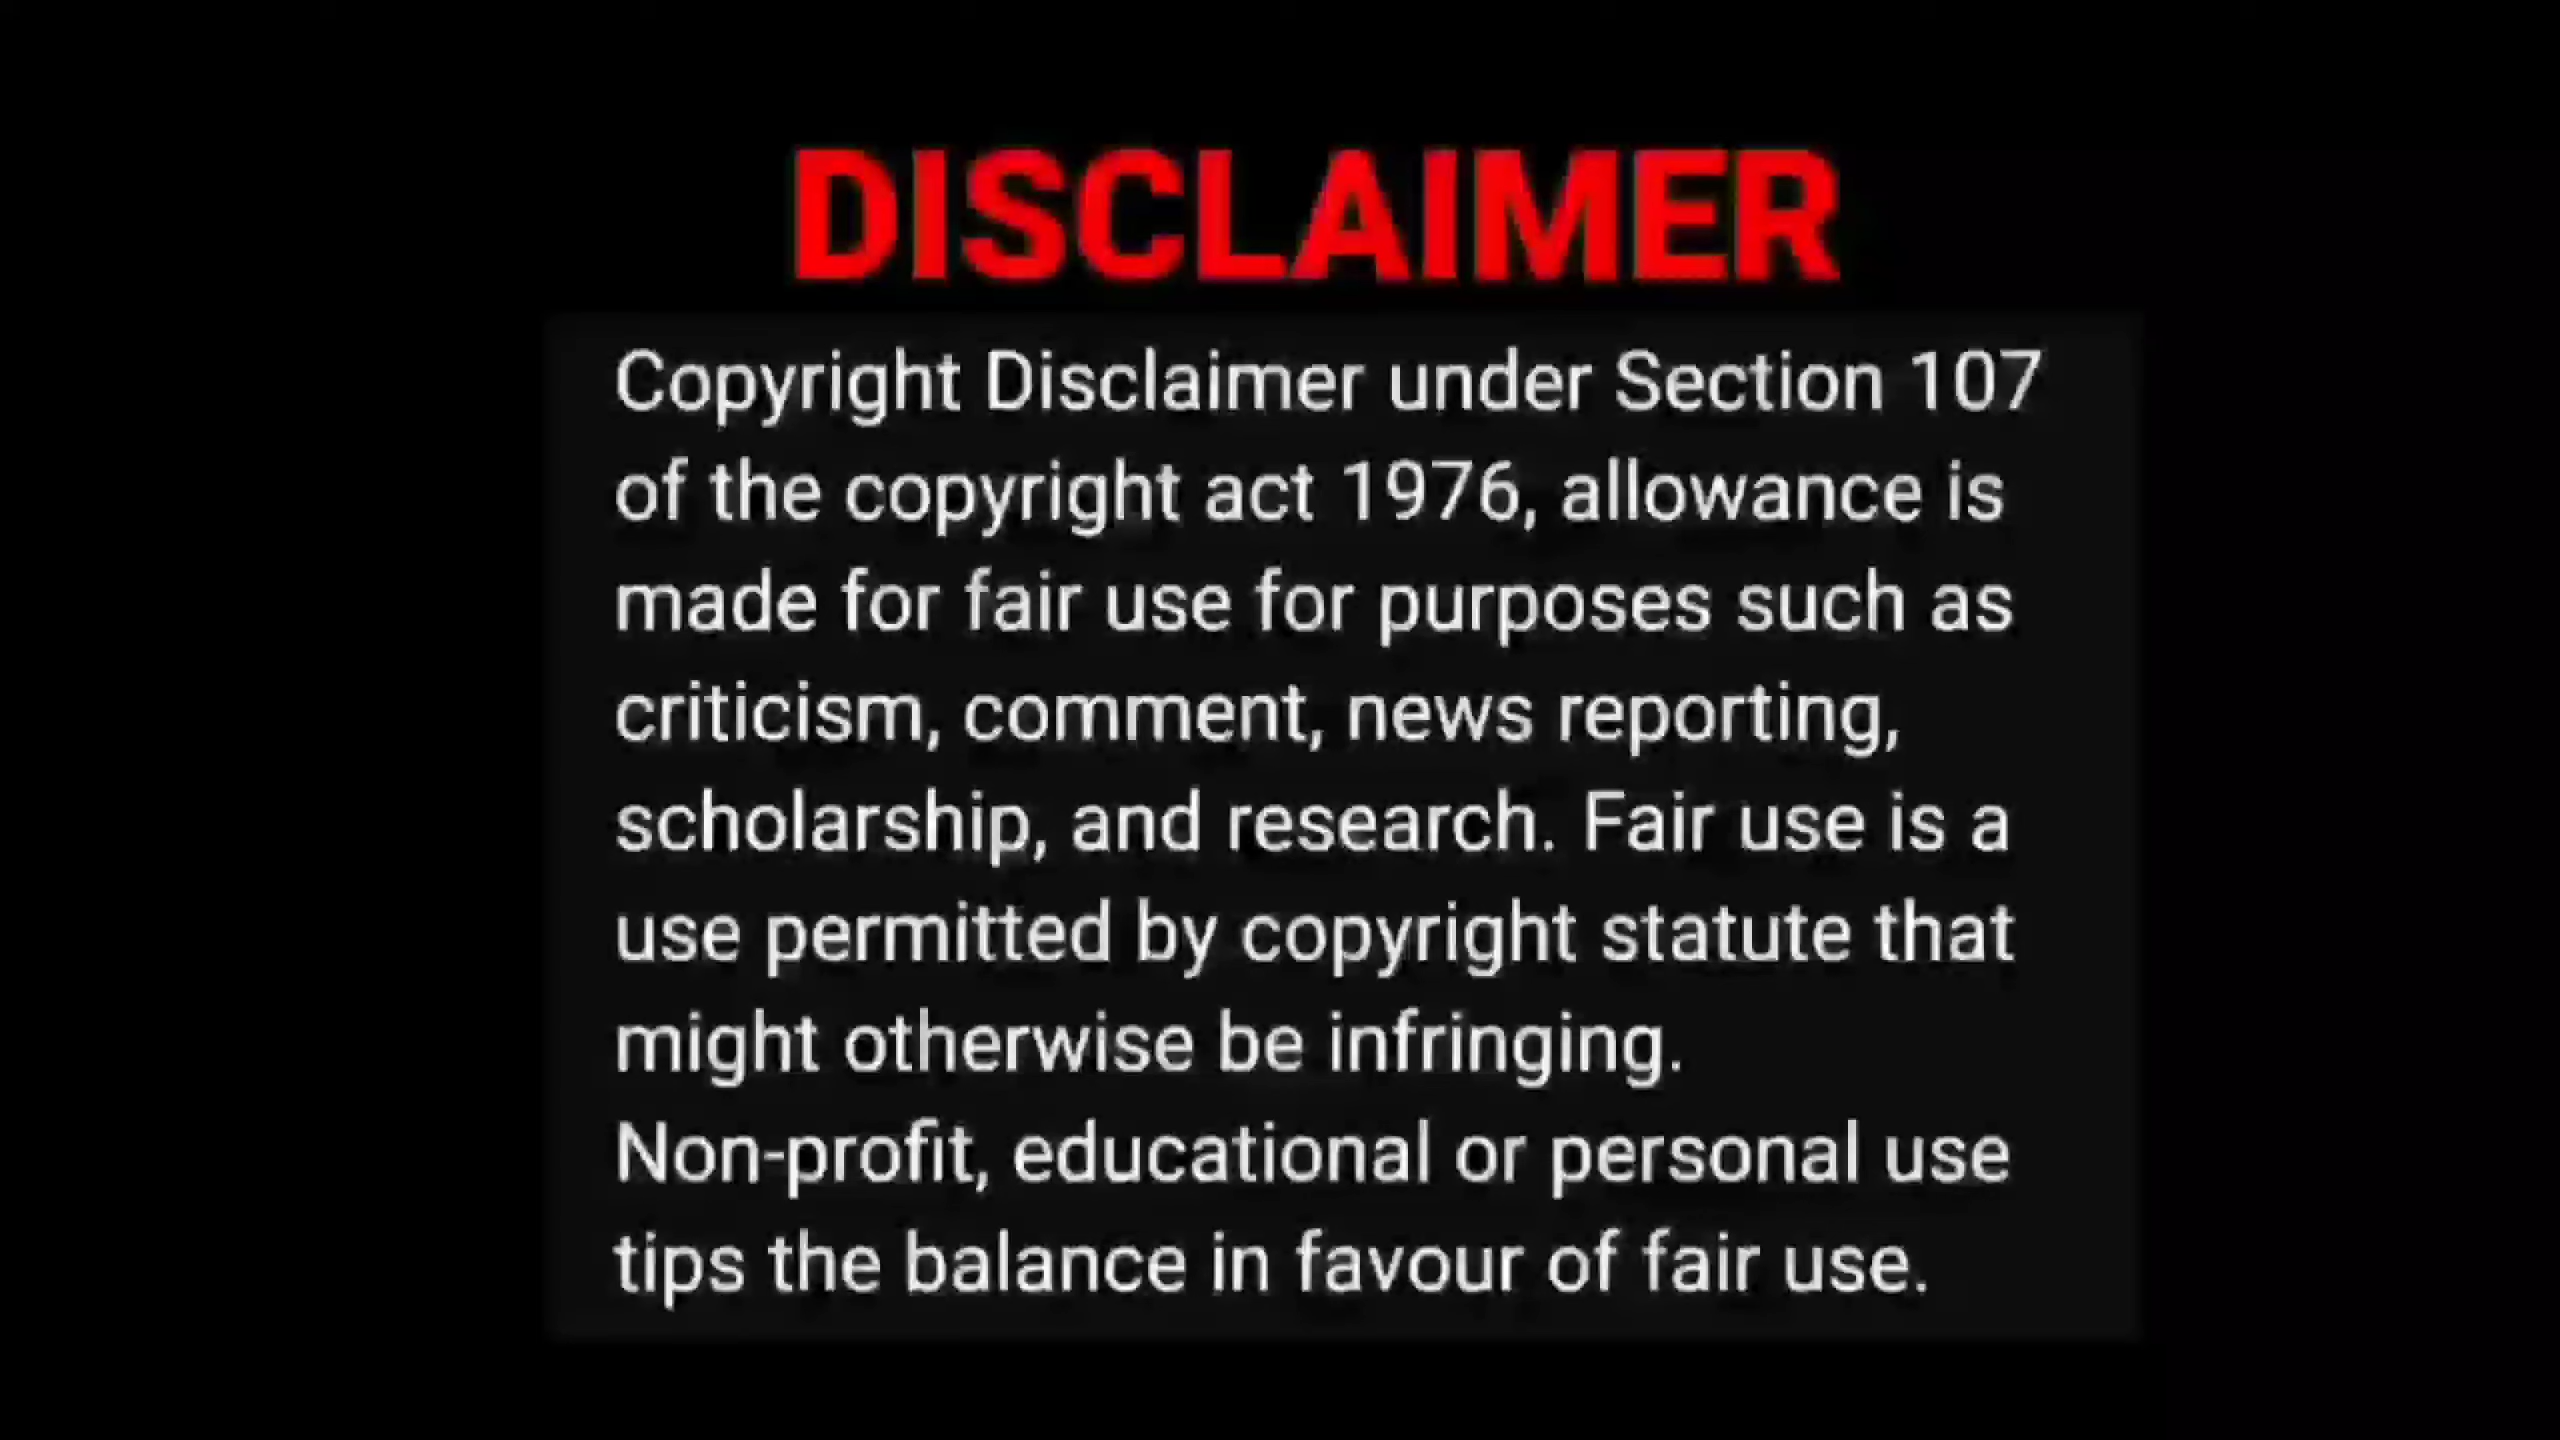 DISCLAIMER
Copyright Disclaimer under Section 107
of the copyright act 1976, allowance is
made for fair use for purposes such as
criticism, comment, news reporting,
scholarship, and research. Fair use is a
use permitted by copyright statute that
might otherwise be infringing.
Non-profit, educational or personal use
tips the balance in favour of fair use.